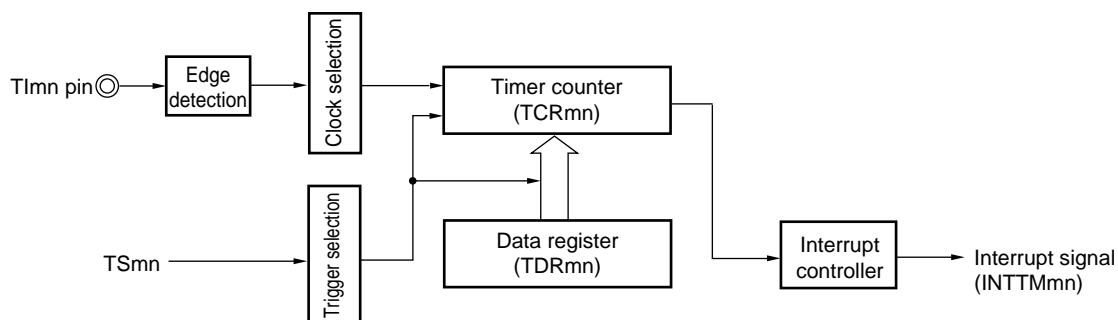 TImn pin
Edge
detection
Clock selection
Timer counter
(TCRmn)
TSmn
Trigger selection
Data register
(TDRmn)
Interrupt
controller
Interrupt signal
(INTTMmn)